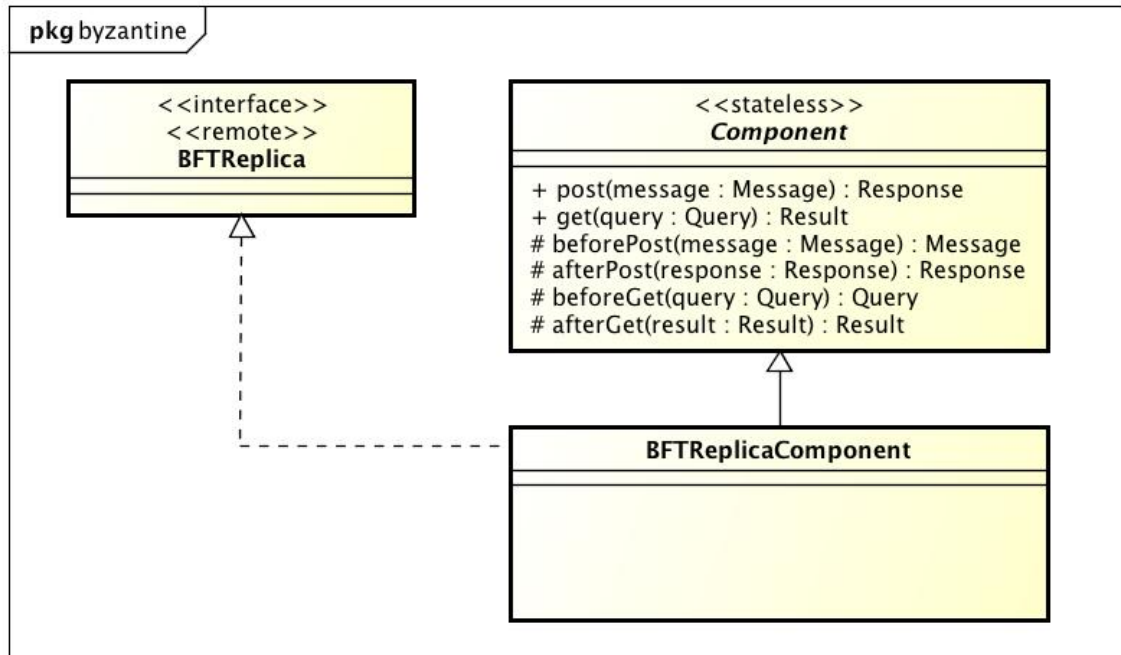 pkg byzantine
<<interface>>
<<remote>>
BFTReplica
<<stateless>>
Component
+ post(message : Message) : Response
+ get(query : Query) : Result
# beforePost(message : Message) : Message
# afterPost(response : Response) : Response
# beforeGet(query : Query) : Query
# afterGet(result : Result) : Result
BFTReplicaComponent